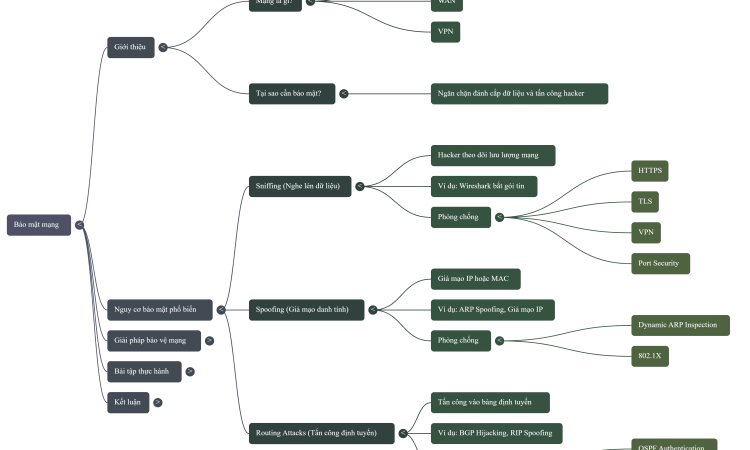 Mạng là gì?
WAN
VPN
Giới thiệu
Tại sao cần bảo mật?
Ngăn chặn đánh cắp dữ liệu và tấn công hacker
Bảo mật mạng
Nguy cơ bảo mật phổ biến
Sniffing (Nghe lén dữ liệu)
Hacker theo dõi lưu lượng mạng
Ví dụ: Wireshark bắt gói tin
Phòng chống
HTTPS
TLS
VPN
Port Security
Spoofing (Giả mạo danh tính)
Giả mạo IP hoặc MAC
Ví dụ: ARP Spoofing, Giả mạo IP
Phòng chống
Dynamic ARP Inspection
802.1X
Routing Attacks (Tấn công định tuyến)
Tấn công vào bảng định tuyến
Ví dụ: BGP Hijacking, RIP Spoofing
OSPF Authentication
Giải pháp bảo vệ mạng
Bài tập thực hành
Kết luận